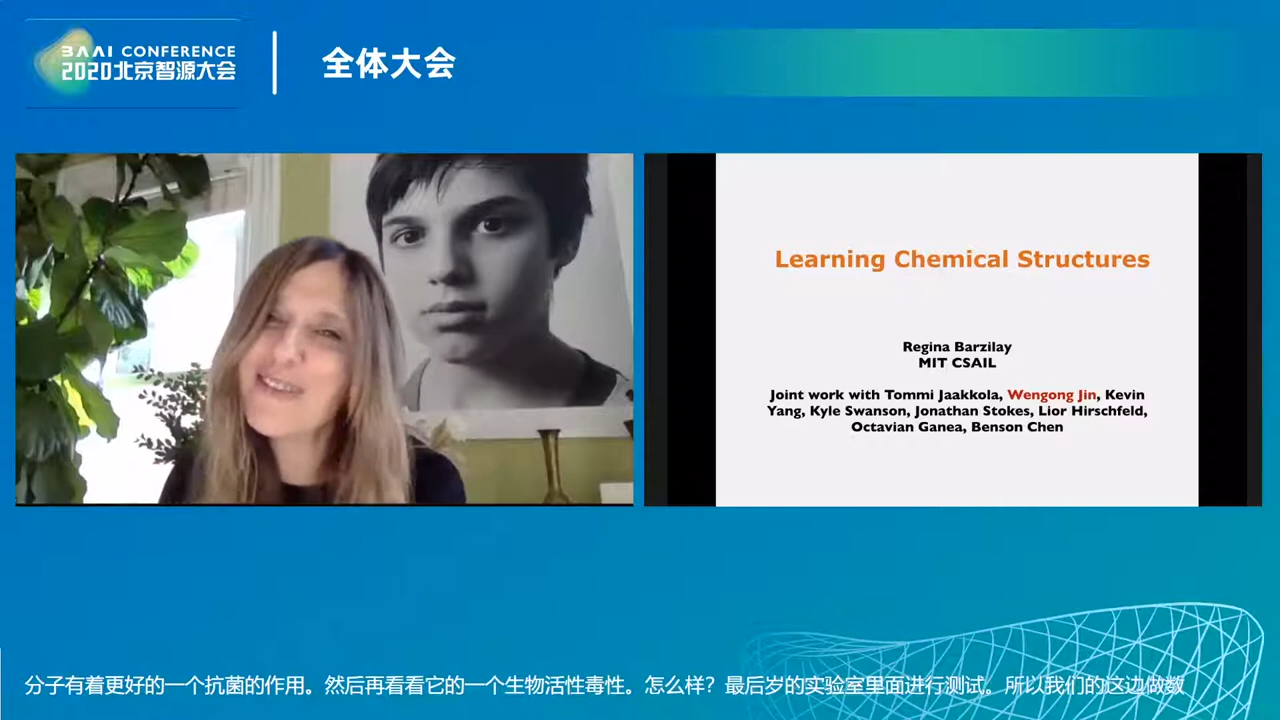 BAAI CONFERENCE
2020北京智源大会
全体大会
Learning Chemical Structures
Regina Barzilay
MIT CSAIL
Joint work with Tommi Jaakkola, Wengong Jin, Kevin
Yang, Kyle Swanson, Jonathan Stokes, Lior Hirschfeld,
Octavian Ganea, Benson Chen
分子有着更好的一个抗菌的作用。然后再看看它的一个生物活性毒性。怎么样？最后岁的实验室里面进行测试。所以我们的这边做数